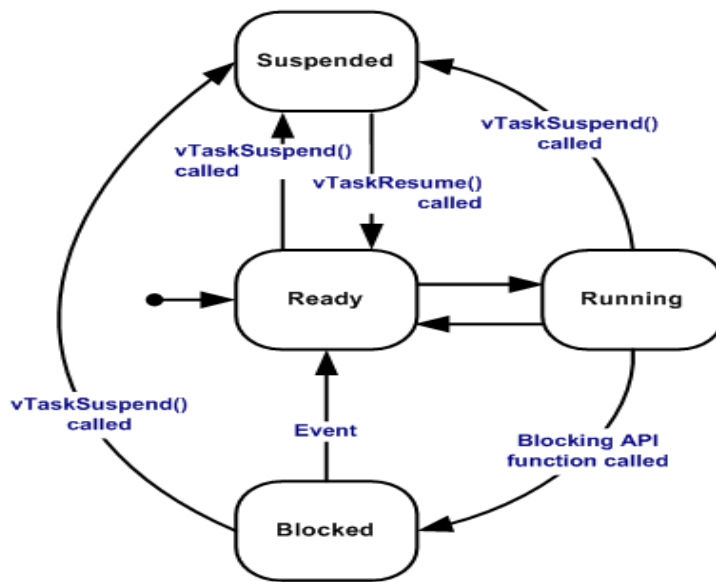 Suspended
vTaskSuspend()
called
vTaskSuspend()
called
vTaskResume()
called
Ready
Running
vTaskSuspend()
called
Event
Blocking API
function called
Blocked